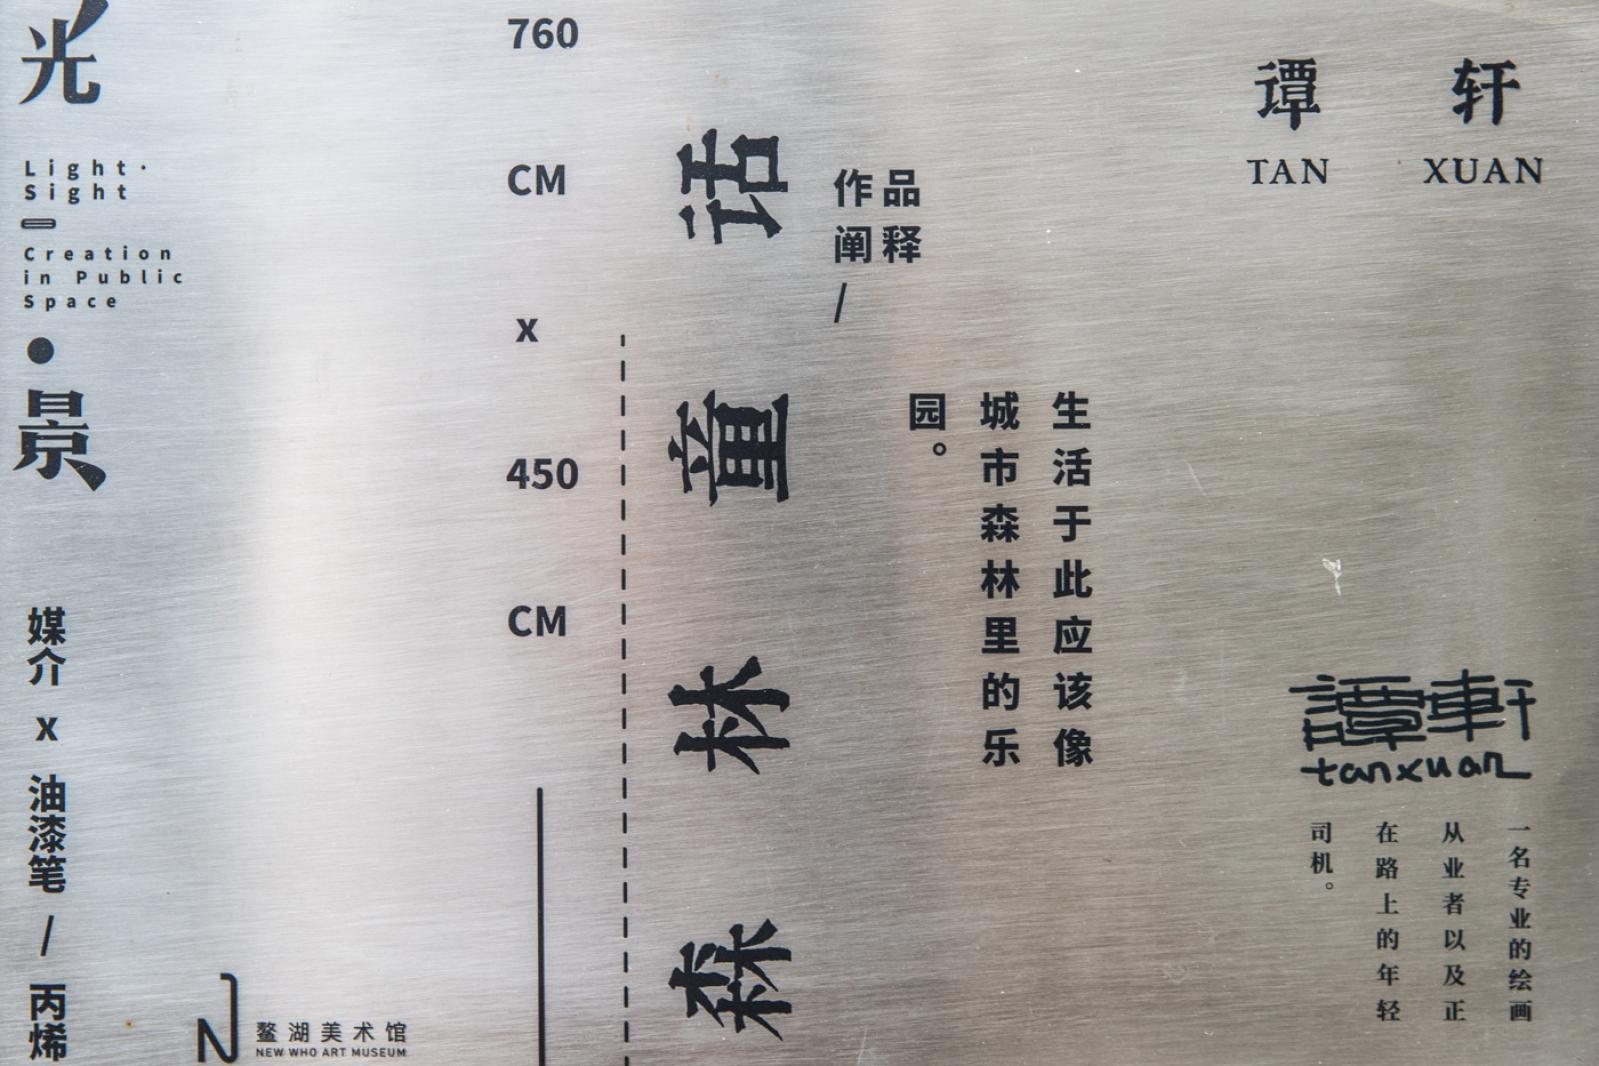 光
Light·
Sight
Creation
in Public
Space
●
景
媒介 x 油漆笔 / 丙烯
鳌湖美术馆
NEW WHO ART MUSEUM
760
CM
x
450
CM
森林童话
作品
阐释
/
生活于此应该像
城市森林里的乐
园。
谭 轩
TAN XUAN
譚軒
tanxuan
一名专业的绘画
从业者以及正
在路上的年轻
司机。